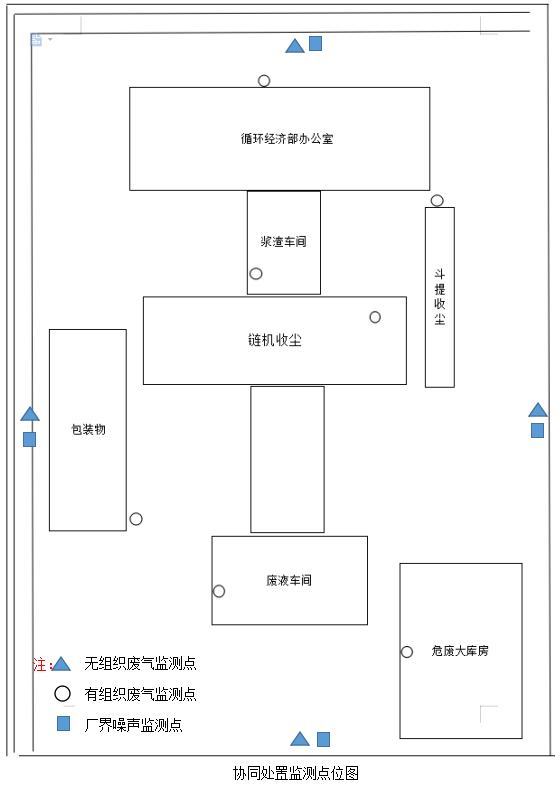 循环经济部办公室
浆渣车间
斗提收尘
链机收尘
包装物
废液车间
危废大库房
注：
无组织废气监测点
有组织废气监测点
厂界噪声监测点
协同处置监测点位图